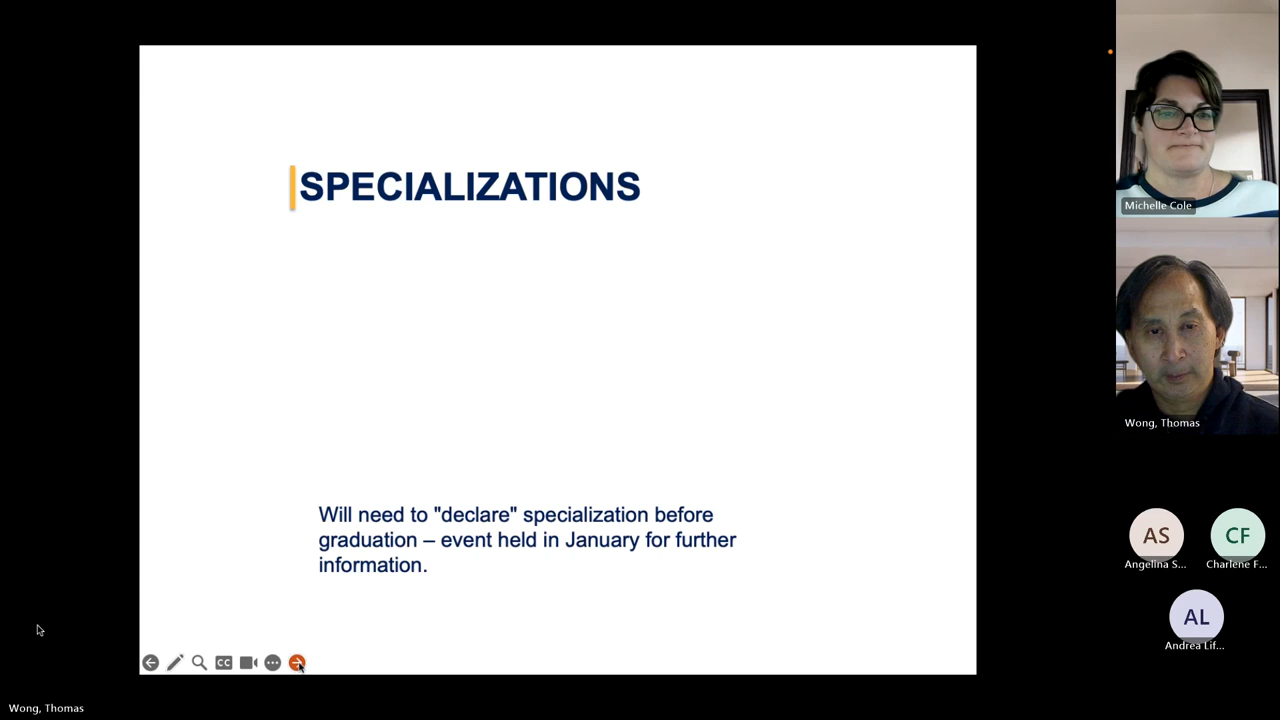 SPECIALIZATIONS
Will need to "declare" specialization before
graduation – event held in January for further
information.
CC
Michelle Cole
Wong, Thomas
AS
CF
Angelina S...
Charlene F...
AL
Andrea Lif...
Wong, Thomas